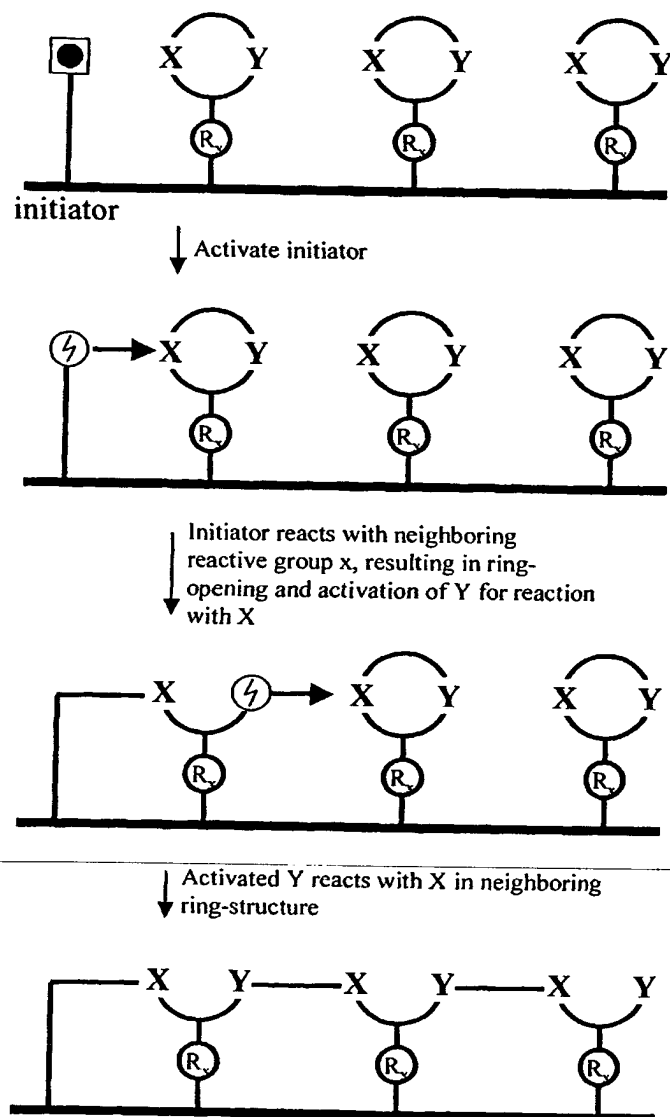 X Y X Y X Y
Rx Rx Rx
initiator
Activate initiator
X Y X Y X Y
Rx Rx Rx
Initiator reacts with neighboring
reactive group x, resulting in ring-
opening and activation of Y for reaction
with X
X X Y X Y
Rx Rx Rx
Activated Y reacts with X in neighboring
ring-structure
X Y X Y X Y
Rx Rx Rx